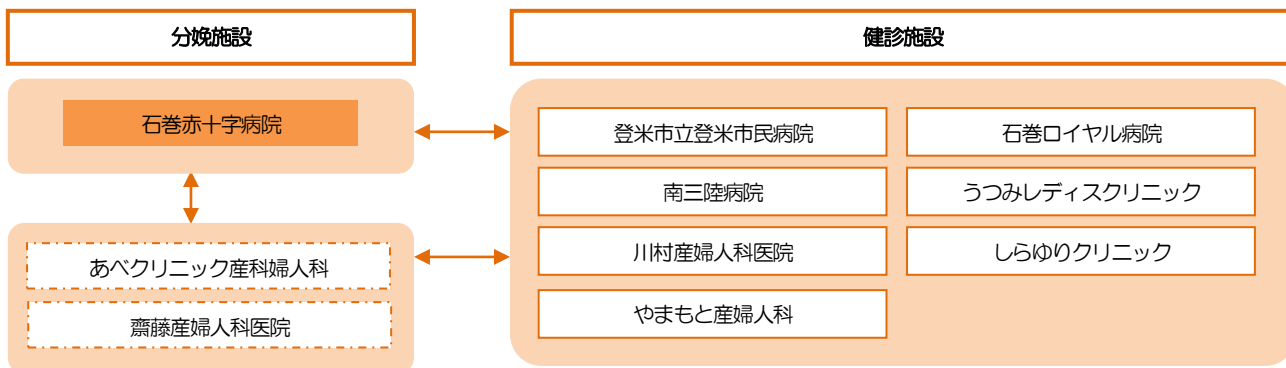 分娩施設
健診施設
石巻赤十字病院
あべクリニック産科婦人科
齋藤産婦人科医院
登米市立登米市民病院
石巻ロイヤル病院
南三陸病院
うつみレディスクリニック
川村産婦人科医院
しらゆりクリニック
やまもと産婦人科